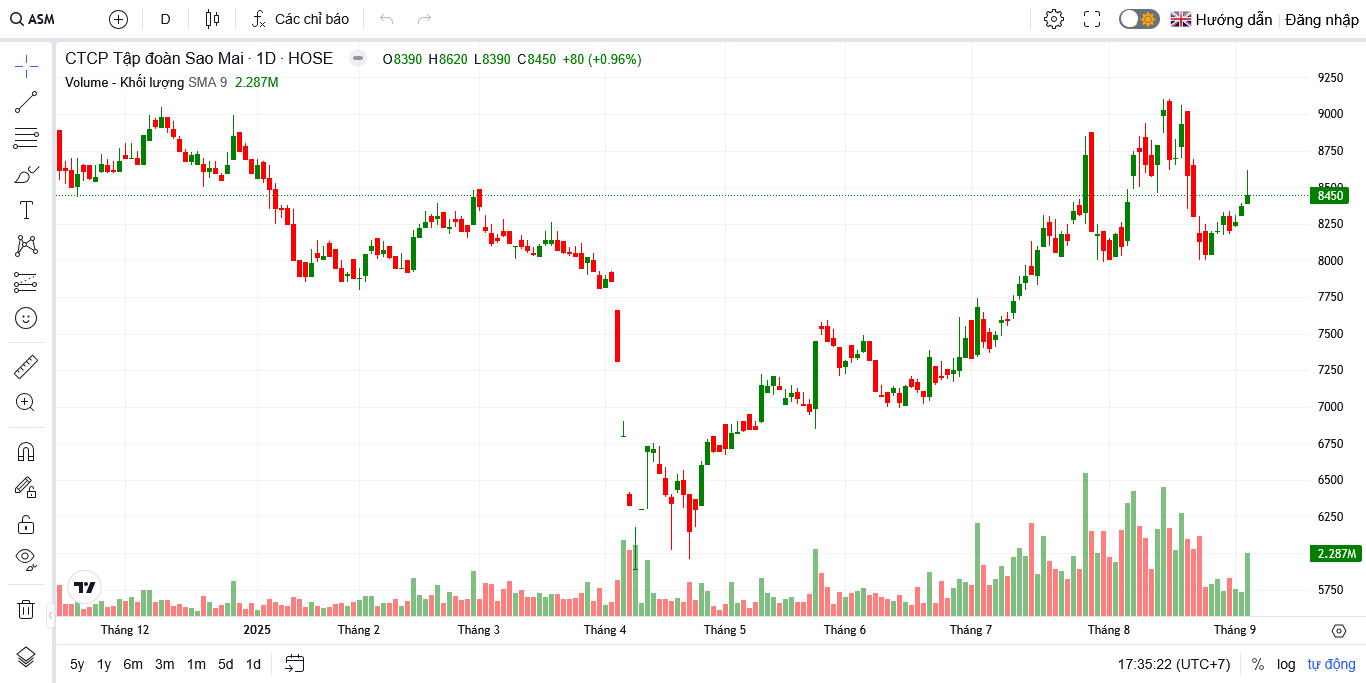 ASM D Các chỉ báo Hướng dẫn Đăng nhập
CTCP Tập đoàn Sao Mai · 1D · HOSE O8390 H8620 L8390 C8450 +80 (+0.96%)
Volume - Khối lượng SMA 9 2.287M
9250
9000
8750
8500
8450
8250
8000
7750
7500
7250
7000
6750
6500
6250
2.287M
5750
Tháng 12 2025 Tháng 2 Tháng 3 Tháng 4 Tháng 5 Tháng 6 Tháng 7 Tháng 8 Tháng 9
5y 1y 6m 3m 1m 5d 1d 17:35:22 (UTC+7) % log tự động